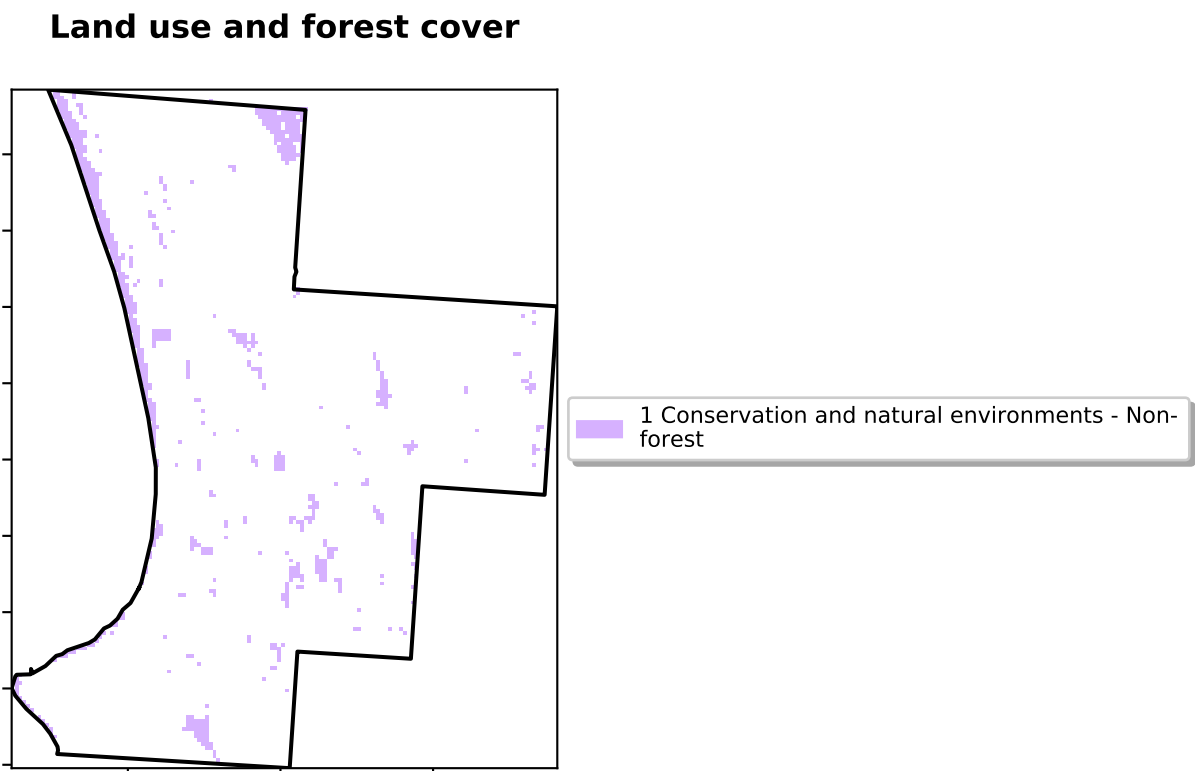 Land use and forest cover
1 Conservation and natural environments - Non-
forest